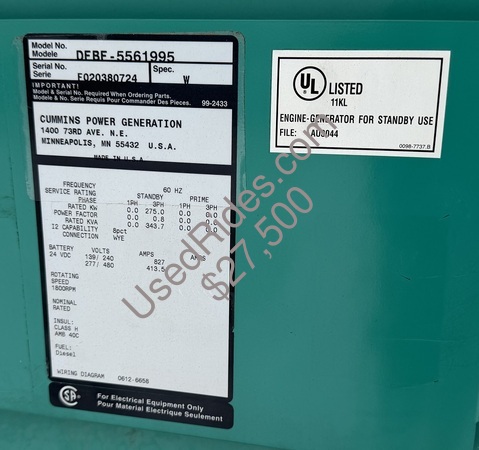 Model No.
Modele DFBF-5561995
Serial No. Spec.
Serie F020380724 W
IMPORTANT!
Model & Serial Required When Ordering Parts.
Modele & No. Serie Requis Pour Commander Des Pieces. 99-2433
CUMMINS POWER GENERATION
1400 73RD AVE. N.E.
MINNEAPOLIS, MN 55432 U.S.A.
MADE IN U.S.A.
FREQUENCY 60 HZ
SERVICE RATING STANDBY PRIME
PHASE 1PH 3PH 1PH 3PH
RATED KW 0.0 275.0 0.0 0.0
POWER FACTOR 0.0 0.8 0.0 0.0
RATED KVA 0.0 343.7 0.0
I2 CAPABILITY 8pct
CONNECTION WYE
BATTERY VOLTS AMPS AMPS
24 VDC 139/240 827
277/480 413.5
ROTATING
SPEED
1800RPM
NOMINAL
RATED
INSUL:
CLASS H
AMB 40C
FUEL:
Diesel
WIRING DIAGRAM 0612-6658
For Electrical Equipment Only
Pour Material Electrique Seulement
UL LISTED
11KL
ENGINE-GENERATOR FOR STANDBY USE
FILE:
0098-7737.B
UsedRides.com
$27,500